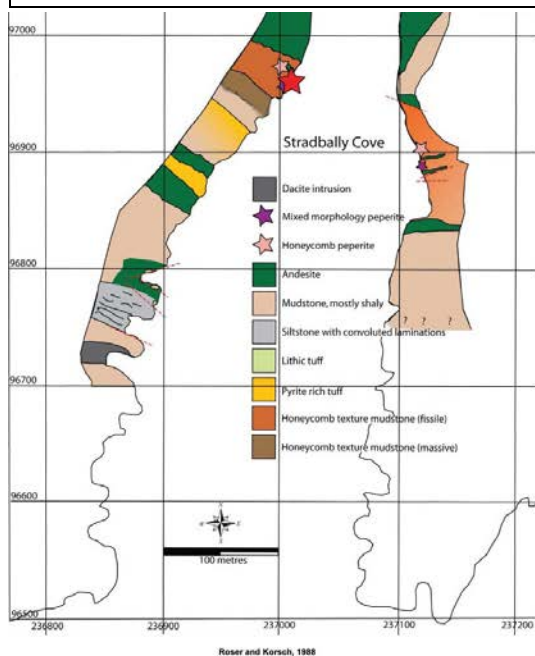 97000
Stradbally Cove
96900
Dacite intrusion
Mixed morphology peperite
Honeycomb peperite
Andesite
96800
Mudstone, mostly shaly
Siltstone with convoluted laminations
? ? ?
Lithic tuff
96700
Pyrite rich tuff
Honeycomb texture mudstone (fissile)
Honeycomb texture mudstone (massive)
96600
100 metres
96500
236800 236900 237000 237100 237200
Roser and Korsch, 1988